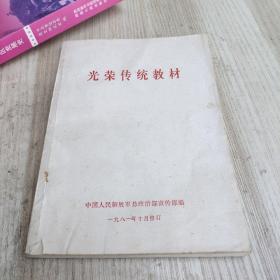 光荣传统教材
中国人民解放军总政治部宣传部编
一九八一年十月修订